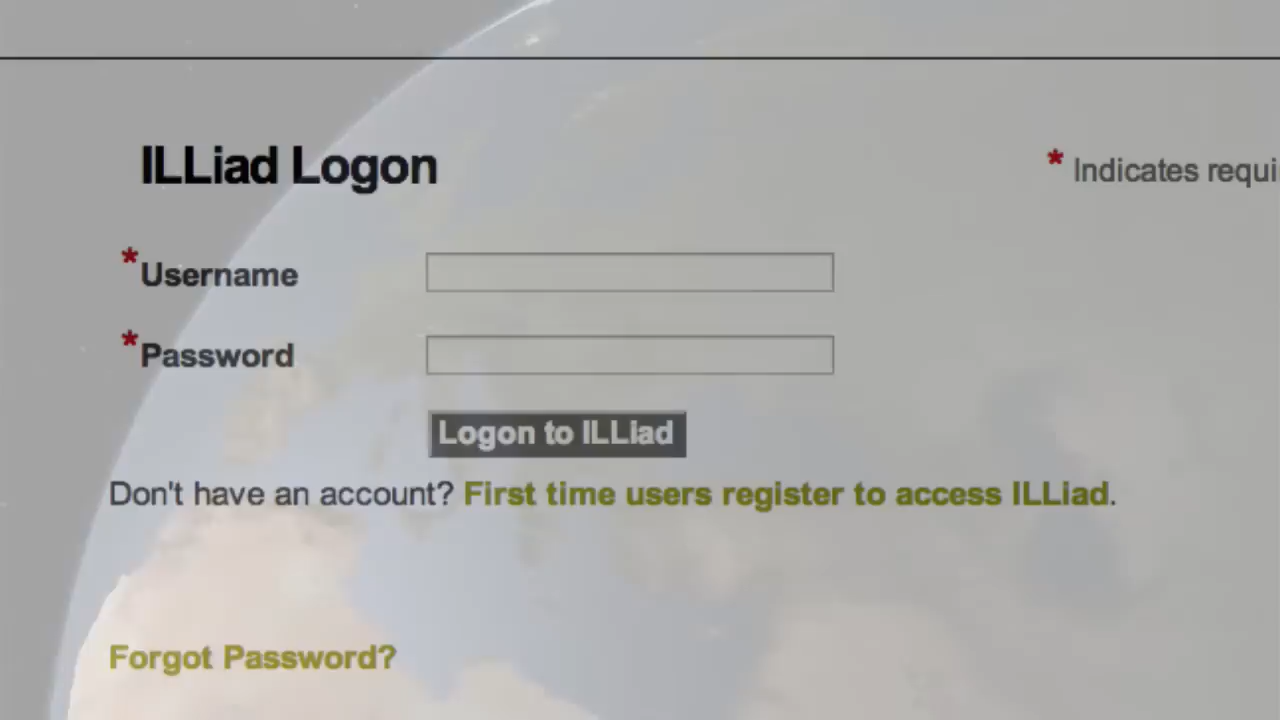 ILLiad Logon
* Indicates requi
*Username
*Password
Logon to ILLiad
Don't have an account? First time users register to access ILLiad.
Forgot Password?